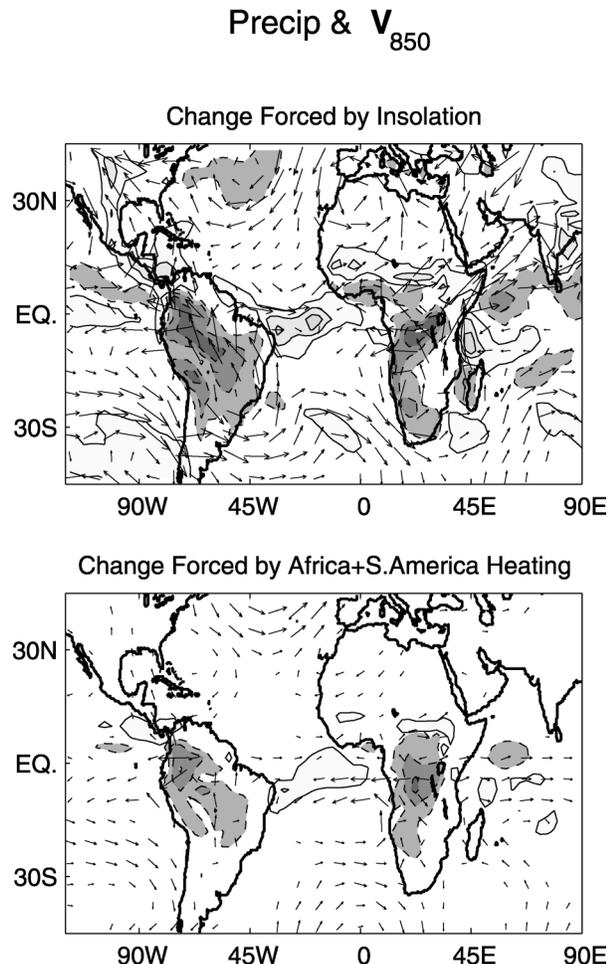 Precip & V850
Change Forced by Insolation
30N
EQ.
30S
90W 45W 0 45E 90E
Change Forced by Africa+S.America Heating
30N
EQ.
30S
90W 45W 0 45E 90E